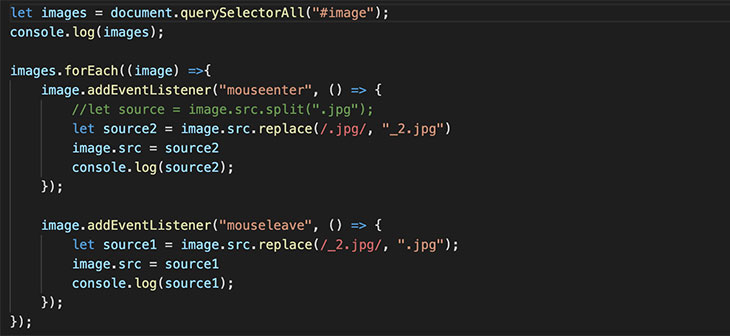 let images = document.querySelectorAll("#image");
console.log(images);

images.forEach((image) =>{
    image.addEventListener("mouseenter", () => {
        //let source = image.src.split(".jpg");
        let source2 = image.src.replace(/.jpg/, "_2.jpg")
        image.src = source2
        console.log(source2);
    });

    image.addEventListener("mouseleave", () => {
        let source1 = image.src.replace(/_2.jpg/, ".jpg");
        image.src = source1
        console.log(source1);
    });
});